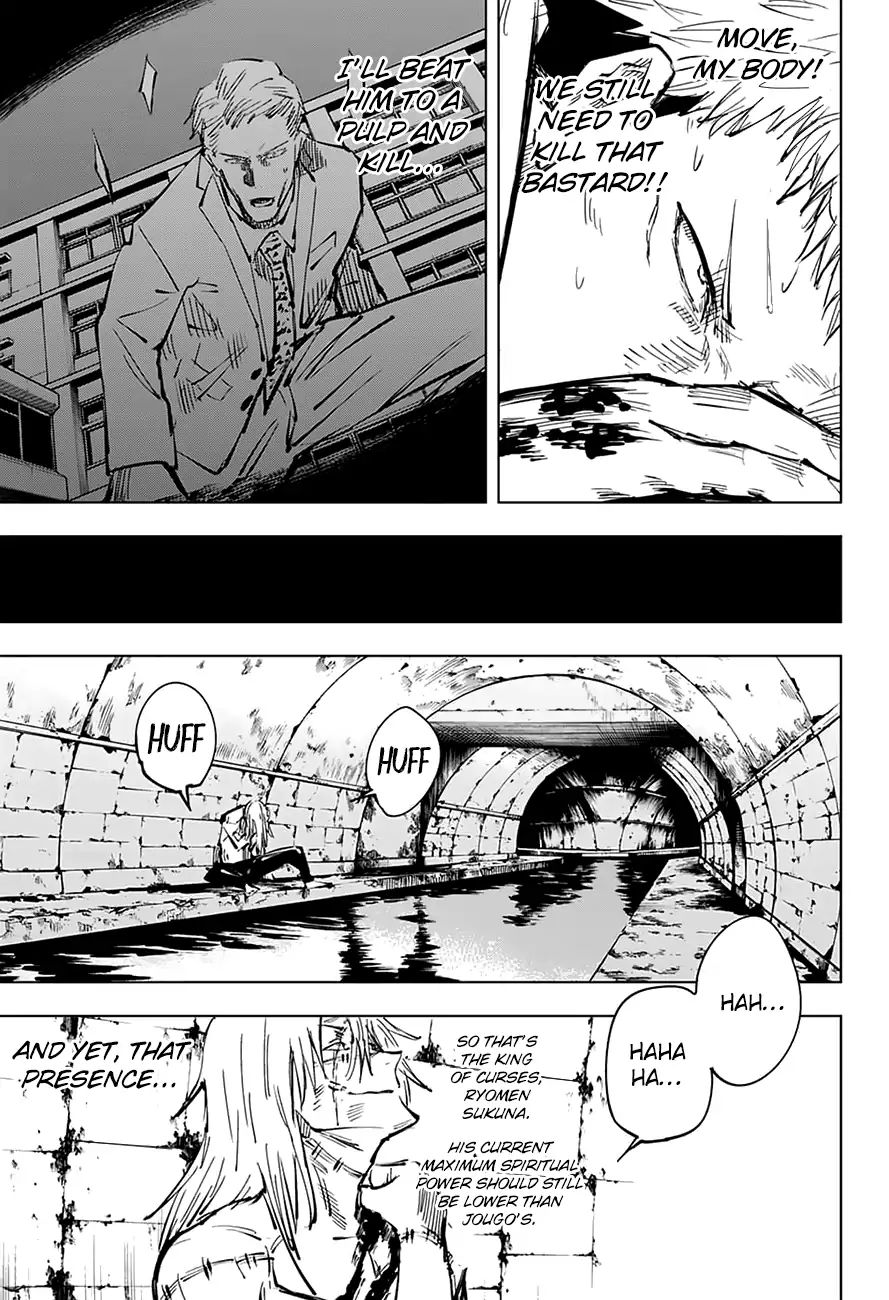 MOVE,
MY BODY!
WE STILL
NEED TO
KILL THAT
BASTARD!!
I'LL BEAT
HIM TO A
PULP AND
KILL...
HUFF
HUFF
HAH...
HAHA
HA...
SO THAT'S
THE KING
OF CURSES,
RYOMEN
SUKUNA.
HIS CURRENT
MAXIMUM SPIRITUAL
POWER SHOULD STILL
BE LOWER THAN
JOUGO'S.
AND YET, THAT
PRESENCE...